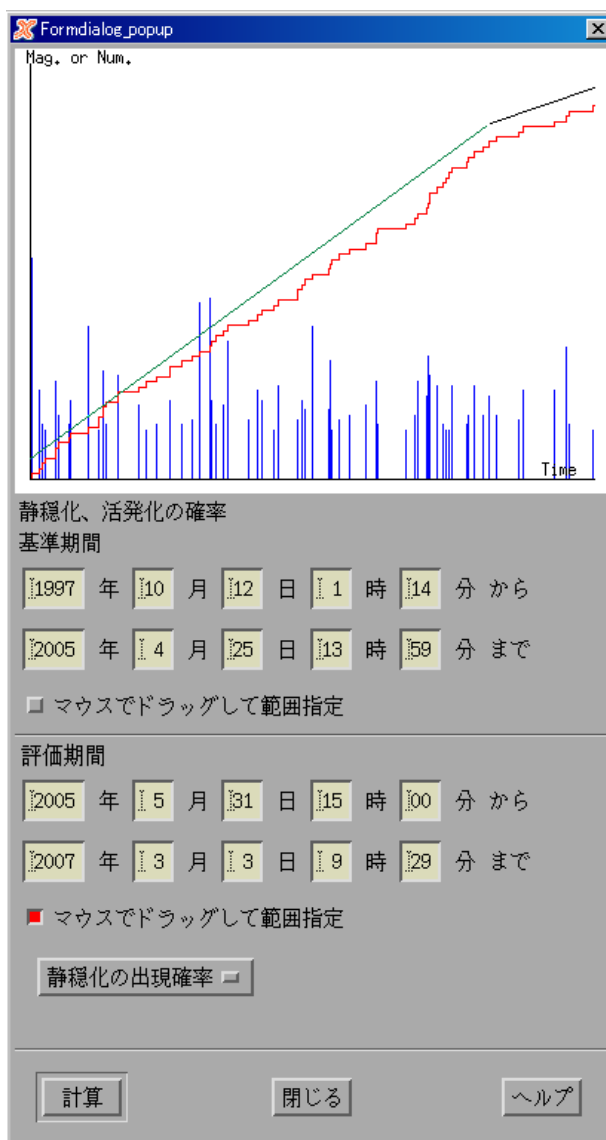 Formdialog_popup
Mag. or Num.
Time
静穏化、活発化の確率
基準期間
1997 年 10 月 12 日 1 時 14 分 から
2005 年 4 月 25 日 13 時 59 分 まで
マウスでドラッグして範囲指定
評価期間
2005 年 5 月 31 日 15 時 00 分 から
2007 年 3 月 3 日 9 時 29 分 まで
マウスでドラッグして範囲指定
静穏化の出現確率
計算 閉じる ヘルプ